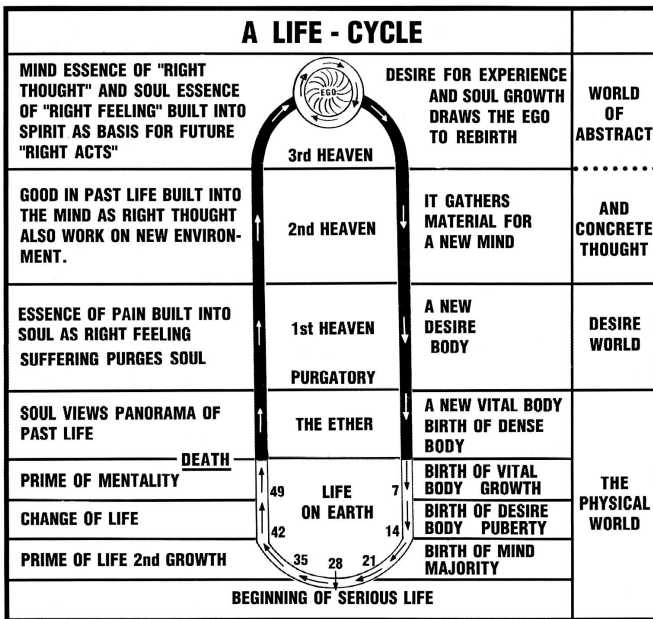 A LIFE - CYCLE
MIND ESSENCE OF "RIGHT
THOUGHT" AND SOUL ESSENCE
OF "RIGHT FEELING" BUILT INTO
SPIRIT AS BASIS FOR FUTURE
"RIGHT ACTS"
EGO
3rd HEAVEN
DESIRE FOR EXPERIENCE
AND SOUL GROWTH
DRAWS THE EGO
TO REBIRTH
WORLD
OF
ABSTRACT
GOOD IN PAST LIFE BUILT INTO
THE MIND AS RIGHT THOUGHT
ALSO WORK ON NEW ENVIRON-
MENT.
2nd HEAVEN
IT GATHERS
MATERIAL FOR
A NEW MIND
AND
CONCRETE
THOUGHT
ESSENCE OF PAIN BUILT INTO
SOUL AS RIGHT FEELING
SUFFERING PURGES SOUL
1st HEAVEN
PURGATORY
A NEW
DESIRE
BODY
DESIRE
WORLD
SOUL VIEWS PANORAMA OF
PAST LIFE
THE ETHER
A NEW VITAL BODY
BIRTH OF DENSE
BODY
DEATH
PRIME OF MENTALITY
49
LIFE
ON EARTH
7
BIRTH OF VITAL
BODY GROWTH
THE
PHYSICAL
WORLD
CHANGE OF LIFE
42
14
BIRTH OF DESIRE
BODY PUBERTY
PRIME OF LIFE 2nd GROWTH
35
28
21
BIRTH OF MIND
MAJORITY
BEGINNING OF SERIOUS LIFE